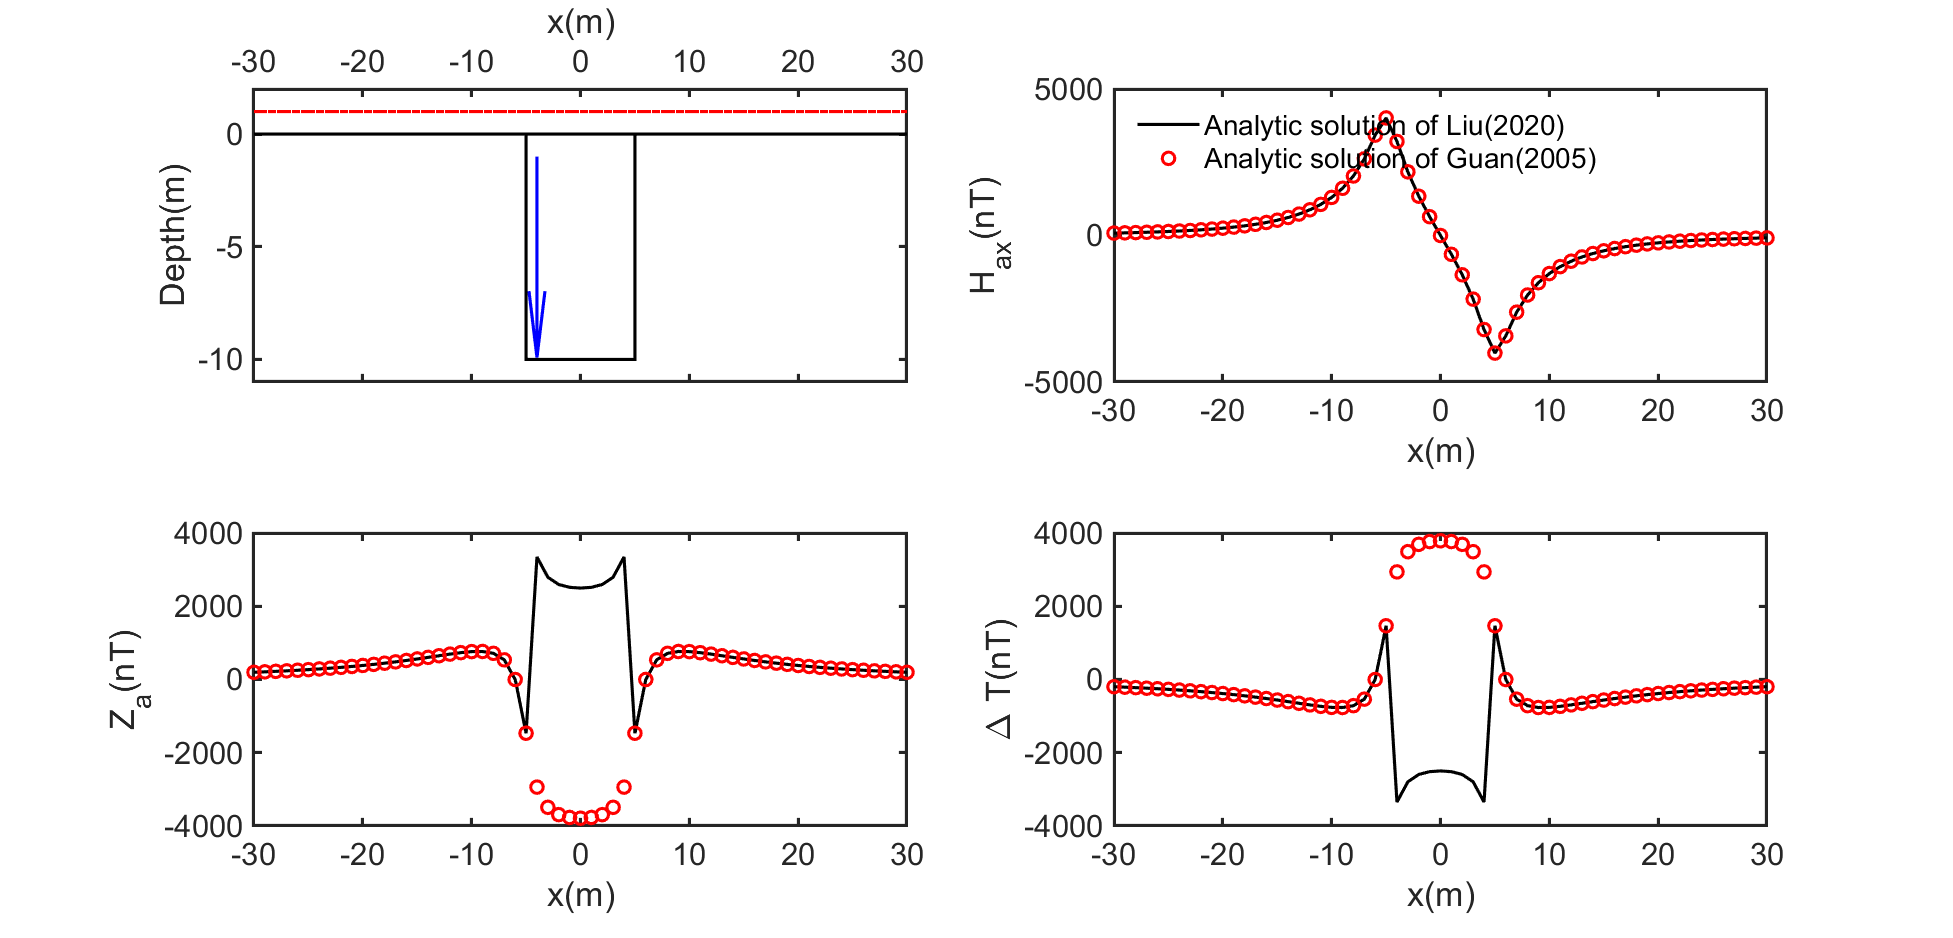 x(m)
-30 -20 -10 0 10 20 30
0
-5
-10
Depth(m)
5000
0
-5000
H_ax(nT)
Analytic solution of Liu(2020)
Analytic solution of Guan(2005)
-30 -20 -10 0 10 20 30
x(m)
4000
2000
0
-2000
-4000
Z_a(nT)
-30 -20 -10 0 10 20 30
x(m)
4000
2000
0
-2000
-4000
Δ T(nT)
-30 -20 -10 0 10 20 30
x(m)